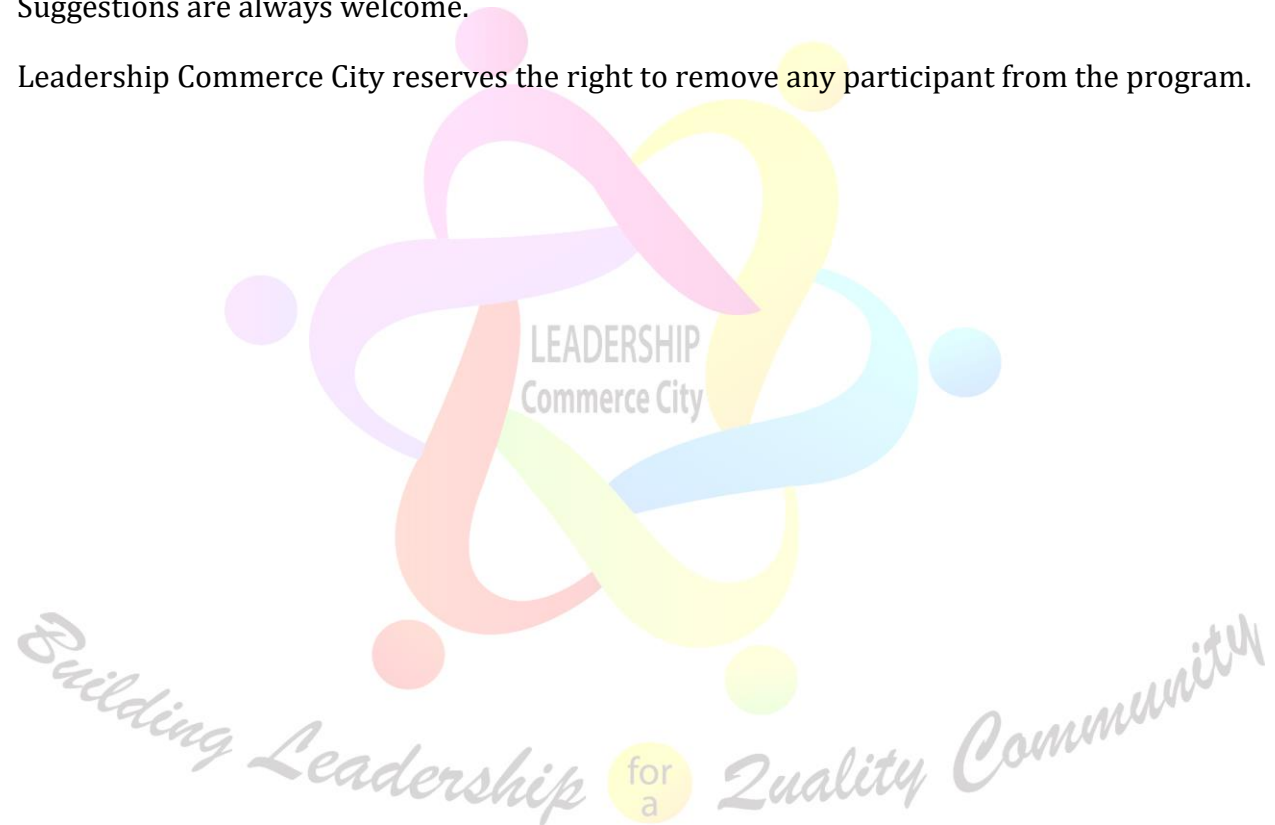 Suggestions are always welcome.
Leadership Commerce City reserves the right to remove any participant from the program.
LEADERSHIP
Commerce City
Building Leadership for a Quality Community